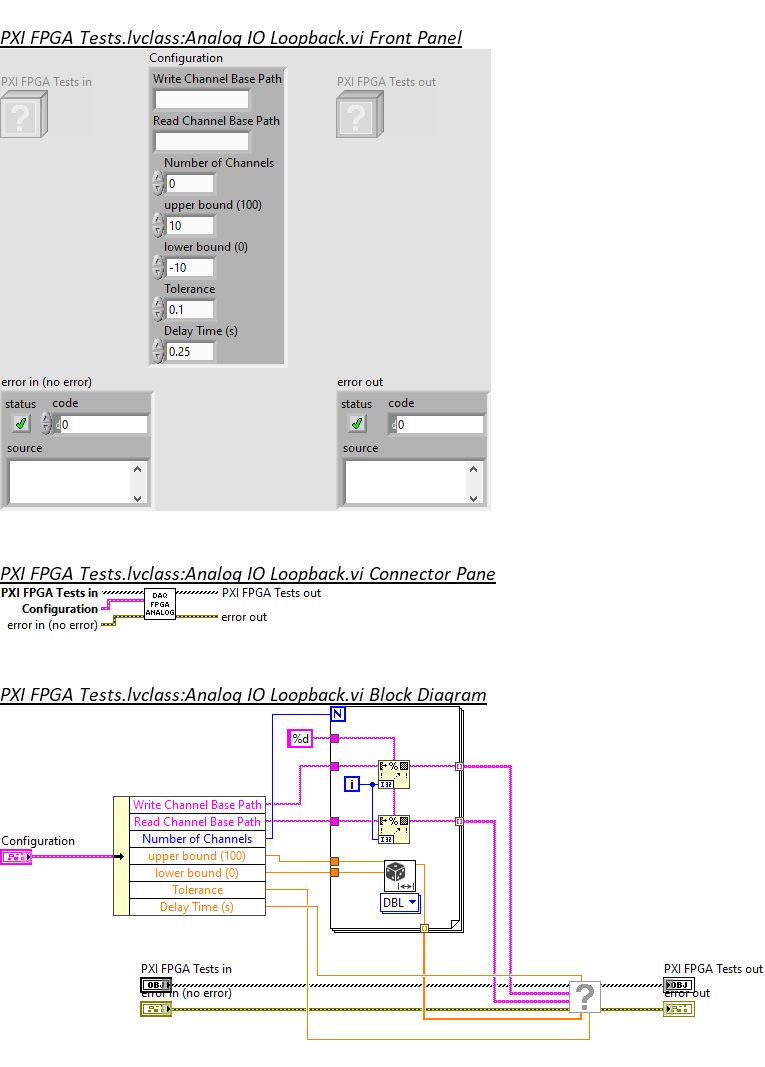 PXI FPGA Tests.lvclass:Analog IO Loopback.vi Front Panel
Configuration
PXI FPGA Tests in
PXI FPGA Tests out
?
?
Write Channel Base Path
Read Channel Base Path
Number of Channels
0
upper bound (100)
10
lower bound (0)
-10
Tolerance
0.1
Delay Time (s)
0.25
error in (no error)
error out
status code
status code
0
0
source
source
PXI FPGA Tests.lvclass:Analog IO Loopback.vi Connector Pane
PXI FPGA Tests in
PXI FPGA Tests out
Configuration
error in (no error)
error out
DAQ
FPGA
ANALOG
PXI FPGA Tests.lvclass:Analog IO Loopback.vi Block Diagram
N
%d
i
Write Channel Base Path
Read Channel Base Path
Number of Channels
upper bound (100)
lower bound (0)
Tolerance
Delay Time (s)
Configuration
DBL
PXI FPGA Tests in
PXI FPGA Tests out
OBJ
OBJ
error in (no error)
error out
?